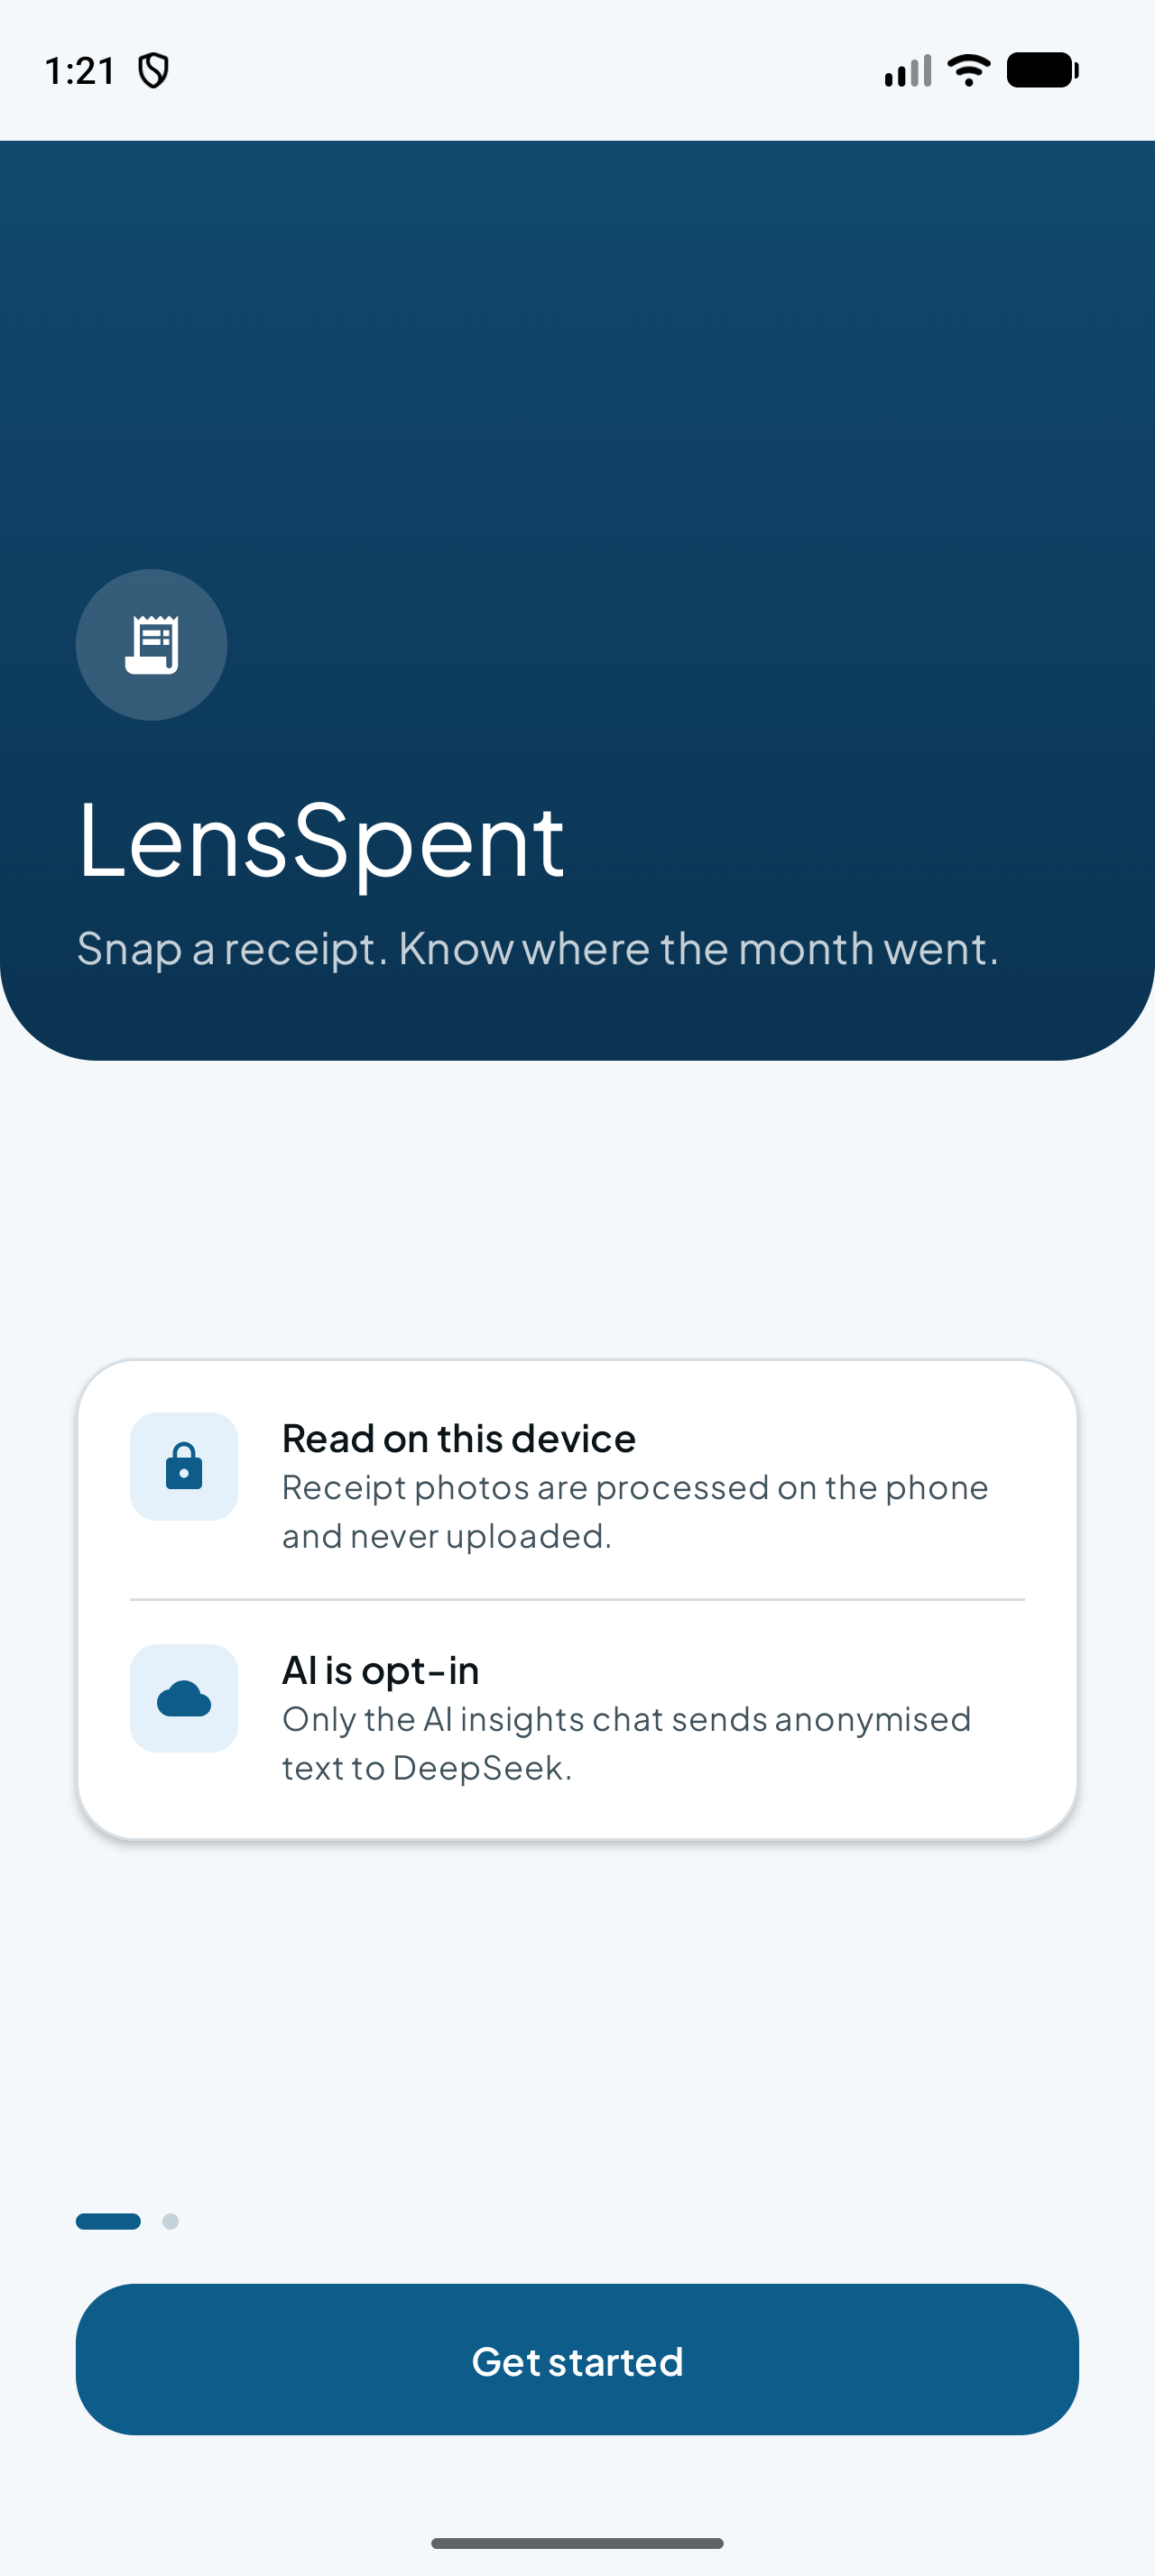 1:21
LensSpent
Snap a receipt. Know where the month went.
Read on this device
Receipt photos are processed on the phone
and never uploaded.
AI is opt-in
Only the AI insights chat sends anonymised
text to DeepSeek.
Get started